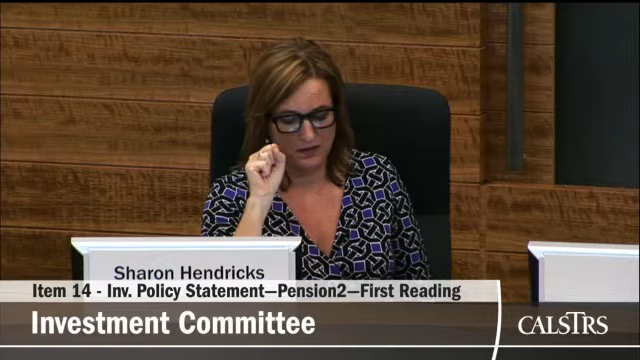 Sharon Hendricks
Item 14 - Inv. Policy Statement—Pension2—First Reading
Investment Committee
CALSTRS